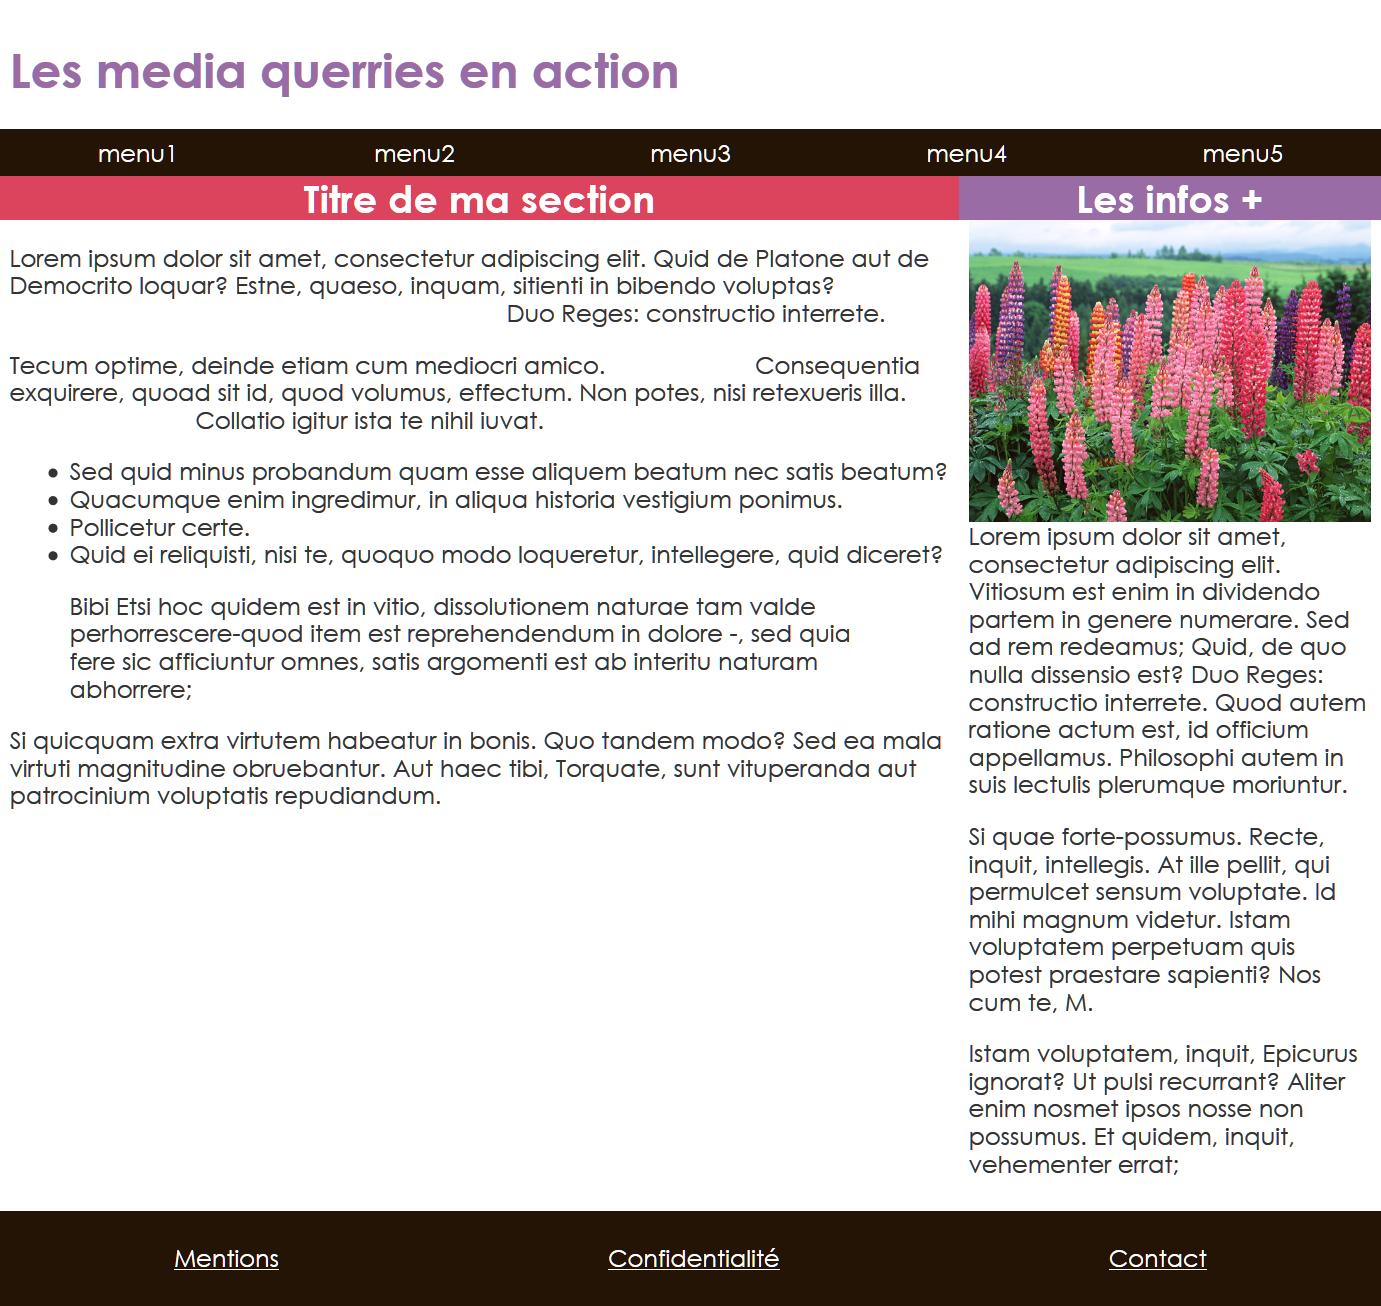 Les media querries en action
menu1 menu2 menu3 menu4 menu5
Titre de ma section
Lorem ipsum dolor sit amet, consectetur adipiscing elit. Quid de Platone aut de
Democrito loquar? Estne, quaeso, inquam, sitienti in bibendo voluptas?
Duo Reges: constructio interrete.
Tecum optime, deinde etiam cum mediocri amico. Consequentia
exquirere, quoad sit id, quod volumus, effectum. Non potes, nisi retexueris illa.
Collatio igitur ista te nihil iuvat.
• Sed quid minus probandum quam esse aliquem beatum nec satis beatum?
• Quacumque enim ingredimur, in aliqua historia vestigium ponimus.
• Pollicetur certe.
• Quid ei reliquisti, nisi te, quoquo modo loqueretur, intellegere, quid diceret?
Bibi Etsi hoc quidem est in vitio, dissolutionem naturae tam valde
perhorrescere-quod item est reprehendendum in dolore -, sed quia
fere sic afficiuntur omnes, satis argomenti est ab interitu naturam
abhorrere;
Si quicquam extra virtutem habeatur in bonis. Quo tandem modo? Sed ea mala
virtuti magnitudine obruebantur. Aut haec tibi, Torquate, sunt vituperanda aut
patrocinium voluptatis repudiandum.
Les infos +
Lorem ipsum dolor sit amet,
consectetur adipiscing elit.
Vitiosum est enim in dividendo
partem in genere numerare. Sed
ad rem redeamus; Quid, de quo
nulla dissensio est? Duo Reges:
constructio interrete. Quod autem
ratione actum est, id officium
appellamus. Philosophi autem in
suis lectulis plerumque moriuntur.
Si quae forte-possumus. Recte,
inquit, intellegis. At ille pellit, qui
permulcet sensum voluptate. Id
mihi magnum videtur. Istam
voluptatem perpetuam quis
potest praestare sapienti? Nos
cum te, M.
Istam voluptatem, inquit, Epicurus
ignorat? Ut pulsi recurrant? Aliter
enim nosmet ipsos nosse non
possumus. Et quidem, inquit,
vehementer errat;
Mentions Confidentialité Contact